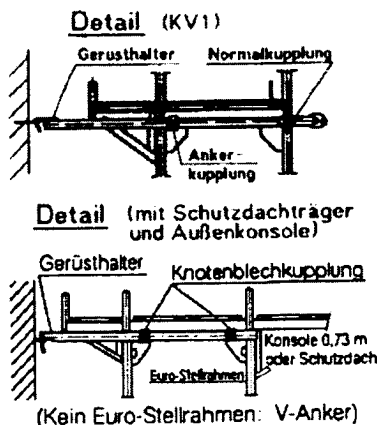 Detail (KV1)
Gerüsthalter
Normalkupplung
Anker-
kupplung
Detail (mit Schutzdachträger
und Außenkonsole)
Gerüsthalter
Knotenblechkupplung
Konsole 0,73 m
oder Schutzdach
Euro-Stellrahmen
(Kein Euro-Stellrahmen: V-Anker)